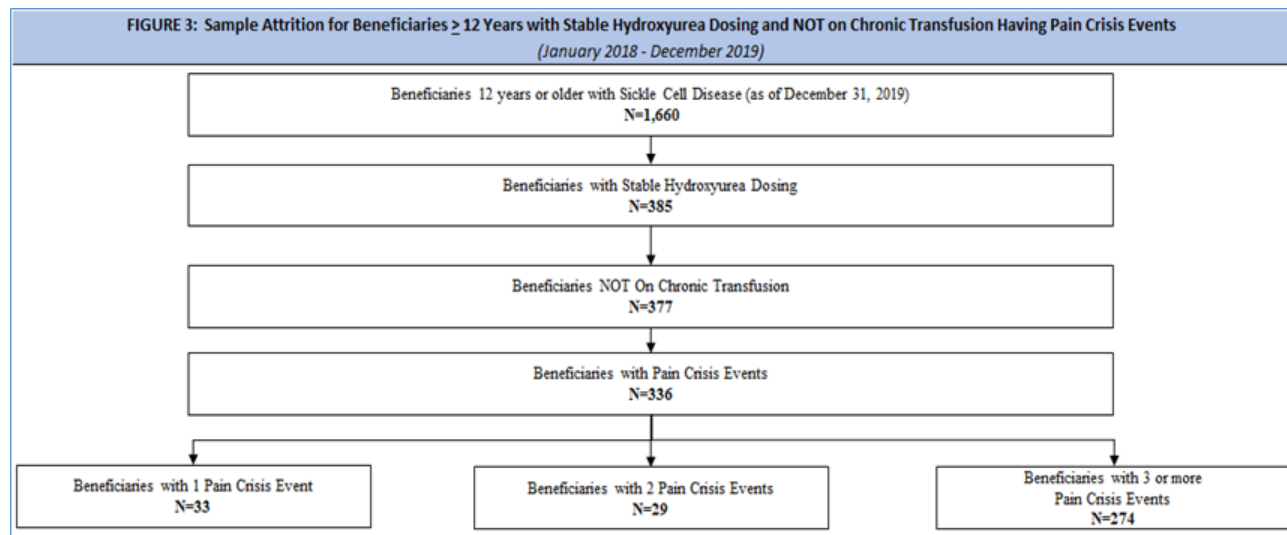 FIGURE 3: Sample Attrition for Beneficiaries ≥ 12 Years with Stable Hydroxyurea Dosing and NOT on Chronic Transfusion Having Pain Crisis Events
(January 2018 - December 2019)
Beneficiaries 12 years or older with Sickle Cell Disease (as of December 31, 2019)
N=1,660
Beneficiaries with Stable Hydroxyurea Dosing
N=385
Beneficiaries NOT On Chronic Transfusion
N=377
Beneficiaries with Pain Crisis Events
N=336
Beneficiaries with 1 Pain Crisis Event
N=33
Beneficiaries with 2 Pain Crisis Events
N=29
Beneficiaries with 3 or more
Pain Crisis Events
N=274